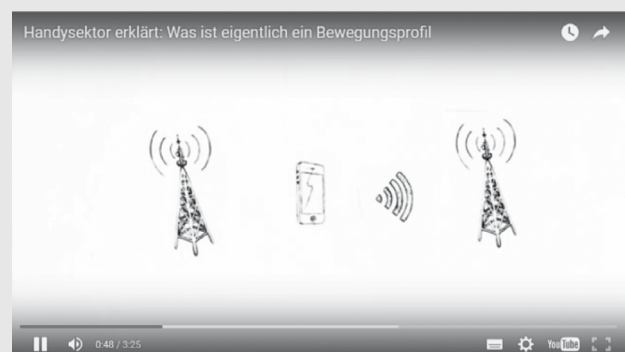 Handysektor erklärt: Was ist eigentlich ein Bewegungsprofil
0:48 / 3:25
YouTube